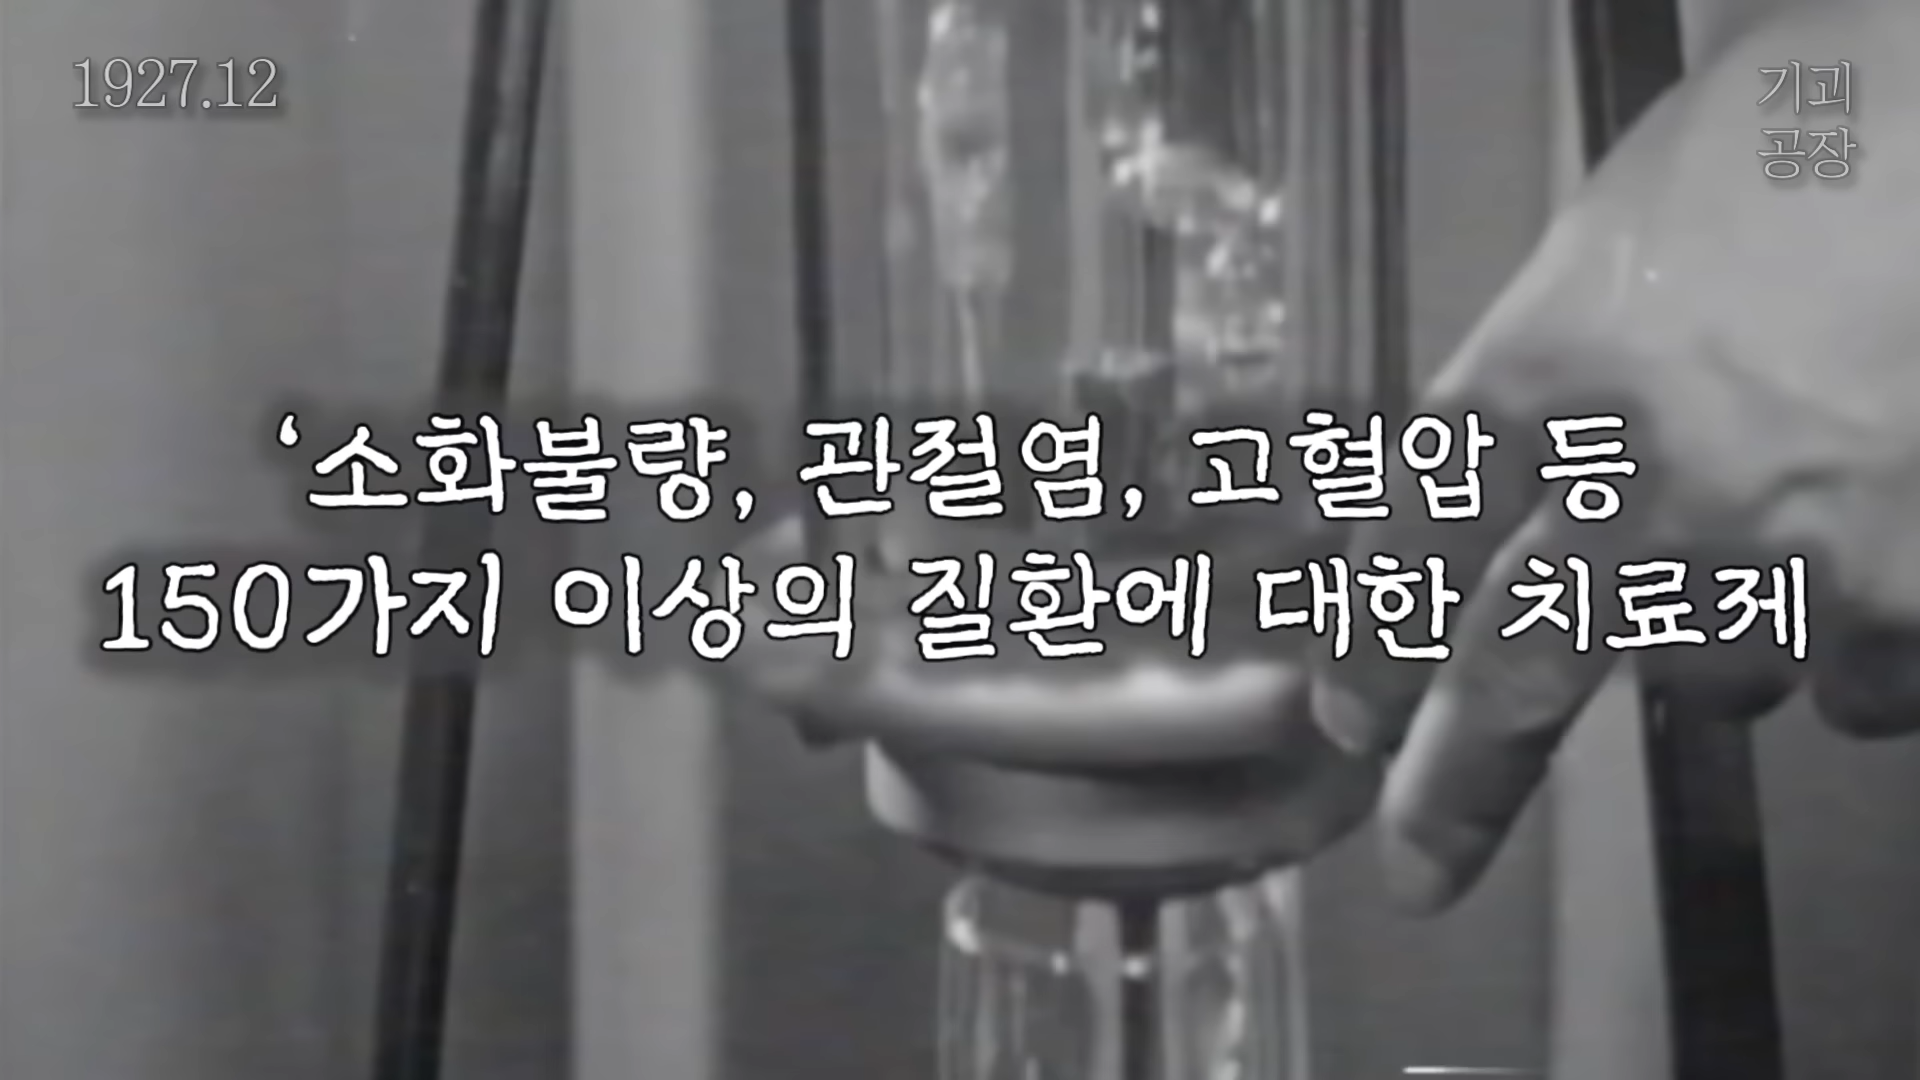 1927.12
기괴
공장
‘소화불량, 관절염, 고혈압 등
150가지 이상의 질환에 대한 치료제